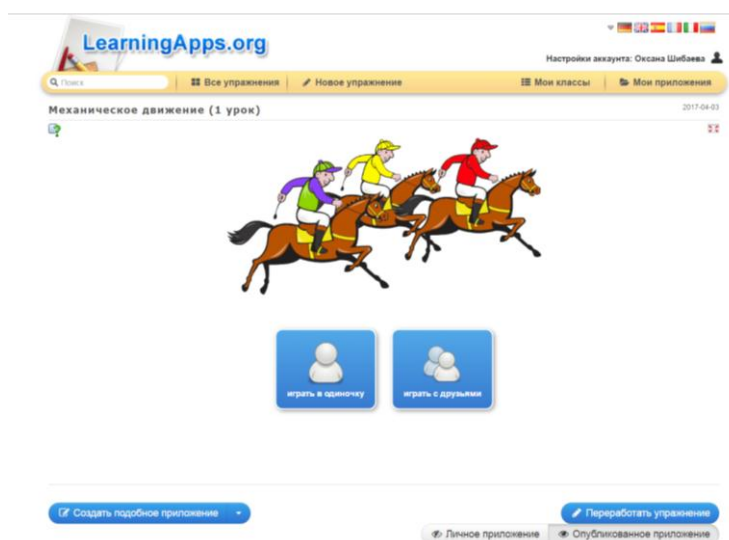 LearningApps.org
Настройки аккаунта: Оксана Шибаева
Поиск
Все упражнения
Новое упражнение
Мои классы
Мои приложения
Механическое движение (1 урок)
2017-04-03
играть в одиночку
играть с друзьями
Создать подобное приложение
Переработать упражнение
Личное приложение
Опубликованное приложение